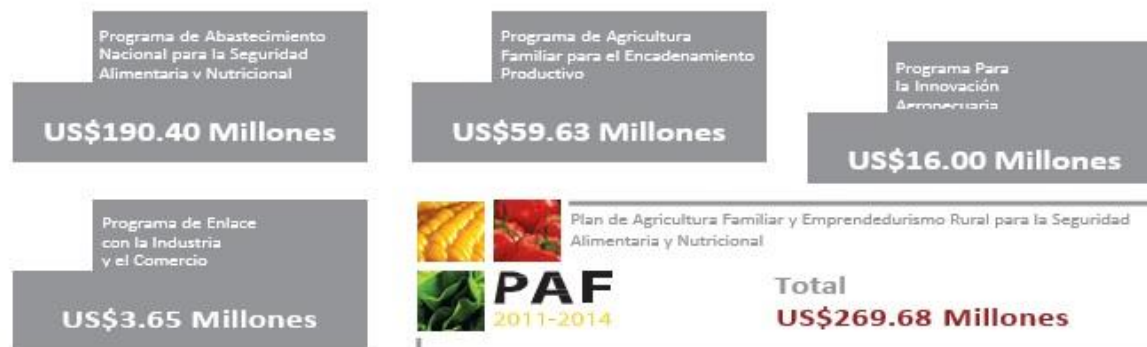 Programa de Abastecimiento
Nacional para la Seguridad
Alimentaria y Nutricional
US$190.40 Millones
Programa de Agricultura
Familiar para el Encadenamiento
Productivo
US$59.63 Millones
Programa Para
la Innovación
Agropecuaria
US$16.00 Millones
Programa de Enlace
con la Industria
y el Comercio
US$3.65 Millones
Plan de Agricultura Familiar y Emprendedurismo Rural para la Seguridad
Alimentaria y Nutricional
PAF
2011-2014
Total
US$269.68 Millones